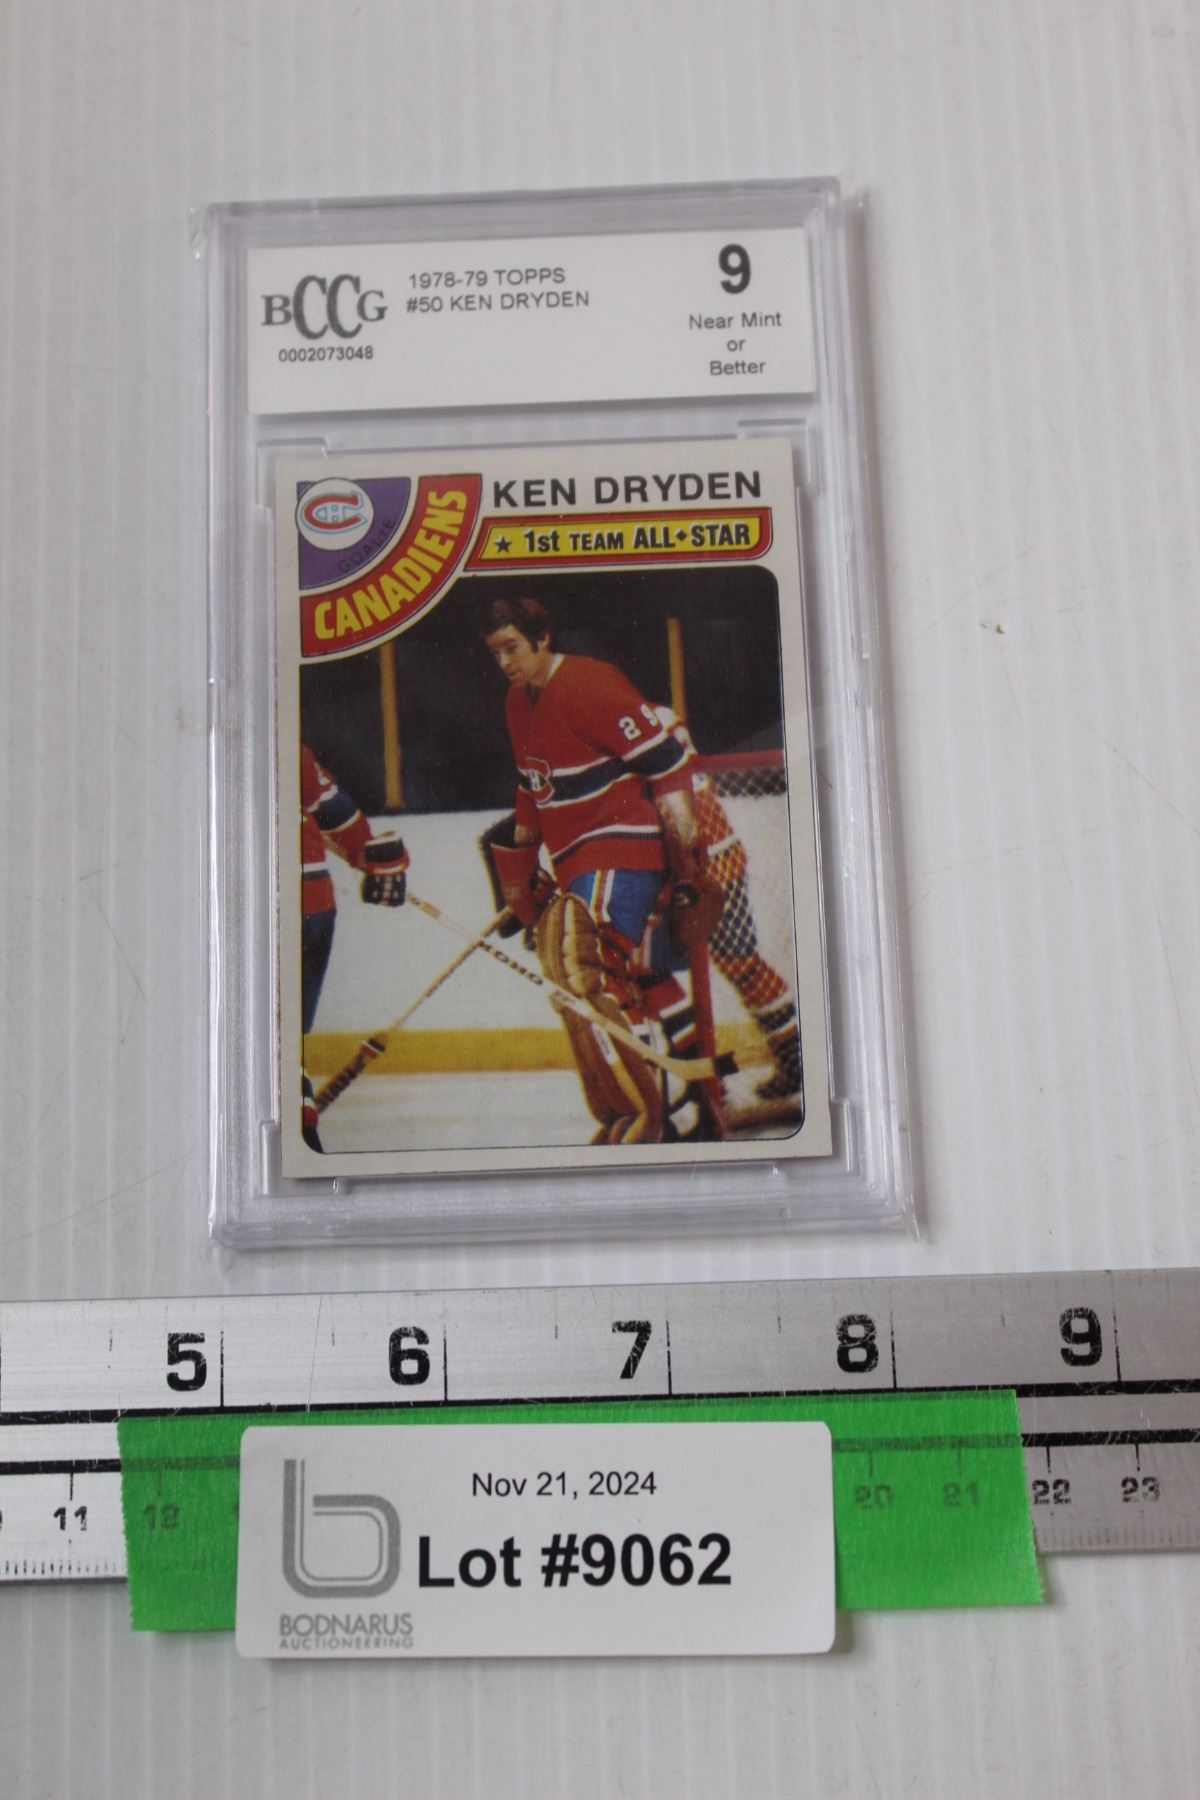 BCCG
0002073048
1978-79 TOPPS
#50 KEN DRYDEN
9
Near Mint
or
Better
GOALIE
CANADIENS
KEN DRYDEN
★ 1st TEAM ALL◆STAR
29
KOHO
5 6 7 8 9
11 12 20 21 22 23
Nov 21, 2024
Lot #9062
BODNARUS
AUCTIONEERING